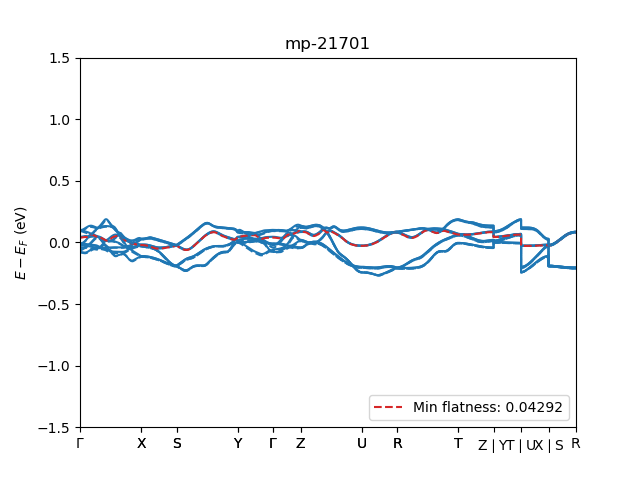 mp-21701
1.5
1.0
0.5
0.0
−0.5
−1.0
−1.5
E − E_F (eV)
Min flatness: 0.04292
Γ X S Y Γ Z U R T Z | YT | UX | S R